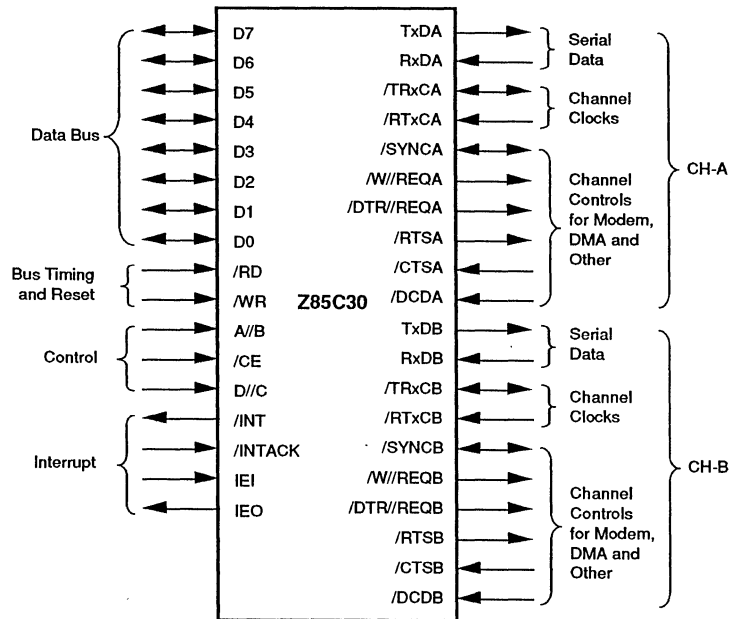 Data Bus
Bus Timing
and Reset
Control
Interrupt
D7
D6
D5
D4
D3
D2
D1
D0
/RD
/WR
A//B
/CE
D//C
/INT
/INTACK
IEI
IEO
Z85C30
TxDA
RxDA
/TRxCA
/RTxCA
/SYNCA
/W//REQA
/DTR//REQA
/RTSA
/CTSA
/DCDA
TxDB
RxDB
/TRxCB
/RTxCB
/SYNCB
/W//REQB
/DTR//REQB
/RTSB
/CTSB
/DCDB
Serial
Data
Channel
Clocks
Channel
Controls
for Modem,
DMA and
Other
CH-A
Serial
Data
Channel
Clocks
Channel
Controls
for Modem,
DMA and
Other
CH-B